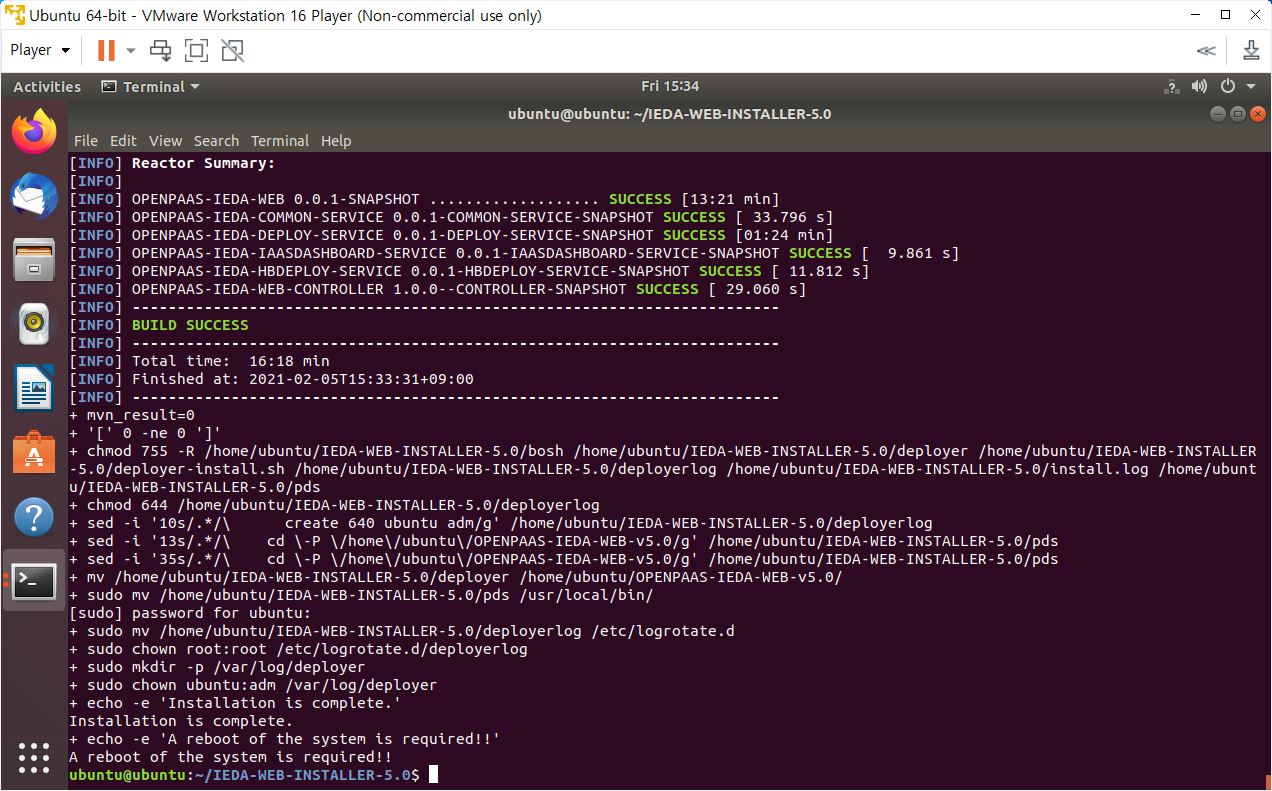 Ubuntu 64-bit - VMware Workstation 16 Player (Non-commercial use only)
Player
Activities Terminal Fri 15:34
ubuntu@ubuntu: ~/IEDA-WEB-INSTALLER-5.0
File Edit View Search Terminal Help
[INFO] Reactor Summary:
[INFO]
[INFO] OPENPAAS-IEDA-WEB 0.0.1-SNAPSHOT ................... SUCCESS [13:21 min]
[INFO] OPENPAAS-IEDA-COMMON-SERVICE 0.0.1-COMMON-SERVICE-SNAPSHOT SUCCESS [ 33.796 s]
[INFO] OPENPAAS-IEDA-DEPLOY-SERVICE 0.0.1-DEPLOY-SERVICE-SNAPSHOT SUCCESS [01:24 min]
[INFO] OPENPAAS-IEDA-IAASDASHBOARD-SERVICE 0.0.1-IAASDASHBOARD-SERVICE-SNAPSHOT SUCCESS [  9.861 s]
[INFO] OPENPAAS-IEDA-HBDEPLOY-SERVICE 0.0.1-HBDEPLOY-SERVICE-SNAPSHOT SUCCESS [ 11.812 s]
[INFO] OPENPAAS-IEDA-WEB-CONTROLLER 1.0.0--CONTROLLER-SNAPSHOT SUCCESS [ 29.060 s]
[INFO] ------------------------------------------------------------------------
[INFO] BUILD SUCCESS
[INFO] ------------------------------------------------------------------------
[INFO] Total time:  16:18 min
[INFO] Finished at: 2021-02-05T15:33:31+09:00
[INFO] ------------------------------------------------------------------------
+ mvn_result=0
+ '[' 0 -ne 0 ']'
+ chmod 755 -R /home/ubuntu/IEDA-WEB-INSTALLER-5.0/bosh /home/ubuntu/IEDA-WEB-INSTALLER-5.0/deployer /home/ubuntu/IEDA-WEB-INSTALLER
-5.0/deployer-install.sh /home/ubuntu/IEDA-WEB-INSTALLER-5.0/deployerlog /home/ubuntu/IEDA-WEB-INSTALLER-5.0/install.log /home/ubunt
u/IEDA-WEB-INSTALLER-5.0/pds
+ chmod 644 /home/ubuntu/IEDA-WEB-INSTALLER-5.0/deployerlog
+ sed -i '10s/.*/\      create 640 ubuntu adm/g' /home/ubuntu/IEDA-WEB-INSTALLER-5.0/deployerlog
+ sed -i '13s/.*/\    cd \-P \/home\/ubuntu\/OPENPAAS-IEDA-WEB-v5.0/g' /home/ubuntu/IEDA-WEB-INSTALLER-5.0/pds
+ sed -i '35s/.*/\    cd \-P \/home\/ubuntu\/OPENPAAS-IEDA-WEB-v5.0/g' /home/ubuntu/IEDA-WEB-INSTALLER-5.0/pds
+ mv /home/ubuntu/IEDA-WEB-INSTALLER-5.0/deployer /home/ubuntu/OPENPAAS-IEDA-WEB-v5.0/
+ sudo mv /home/ubuntu/IEDA-WEB-INSTALLER-5.0/pds /usr/local/bin/
[sudo] password for ubuntu:
+ sudo mv /home/ubuntu/IEDA-WEB-INSTALLER-5.0/deployerlog /etc/logrotate.d
+ sudo chown root:root /etc/logrotate.d/deployerlog
+ sudo mkdir -p /var/log/deployer
+ sudo chown ubuntu:adm /var/log/deployer
+ echo -e 'Installation is complete.'
Installation is complete.
+ echo -e 'A reboot of the system is required!!'
A reboot of the system is required!!
ubuntu@ubuntu:~/IEDA-WEB-INSTALLER-5.0$